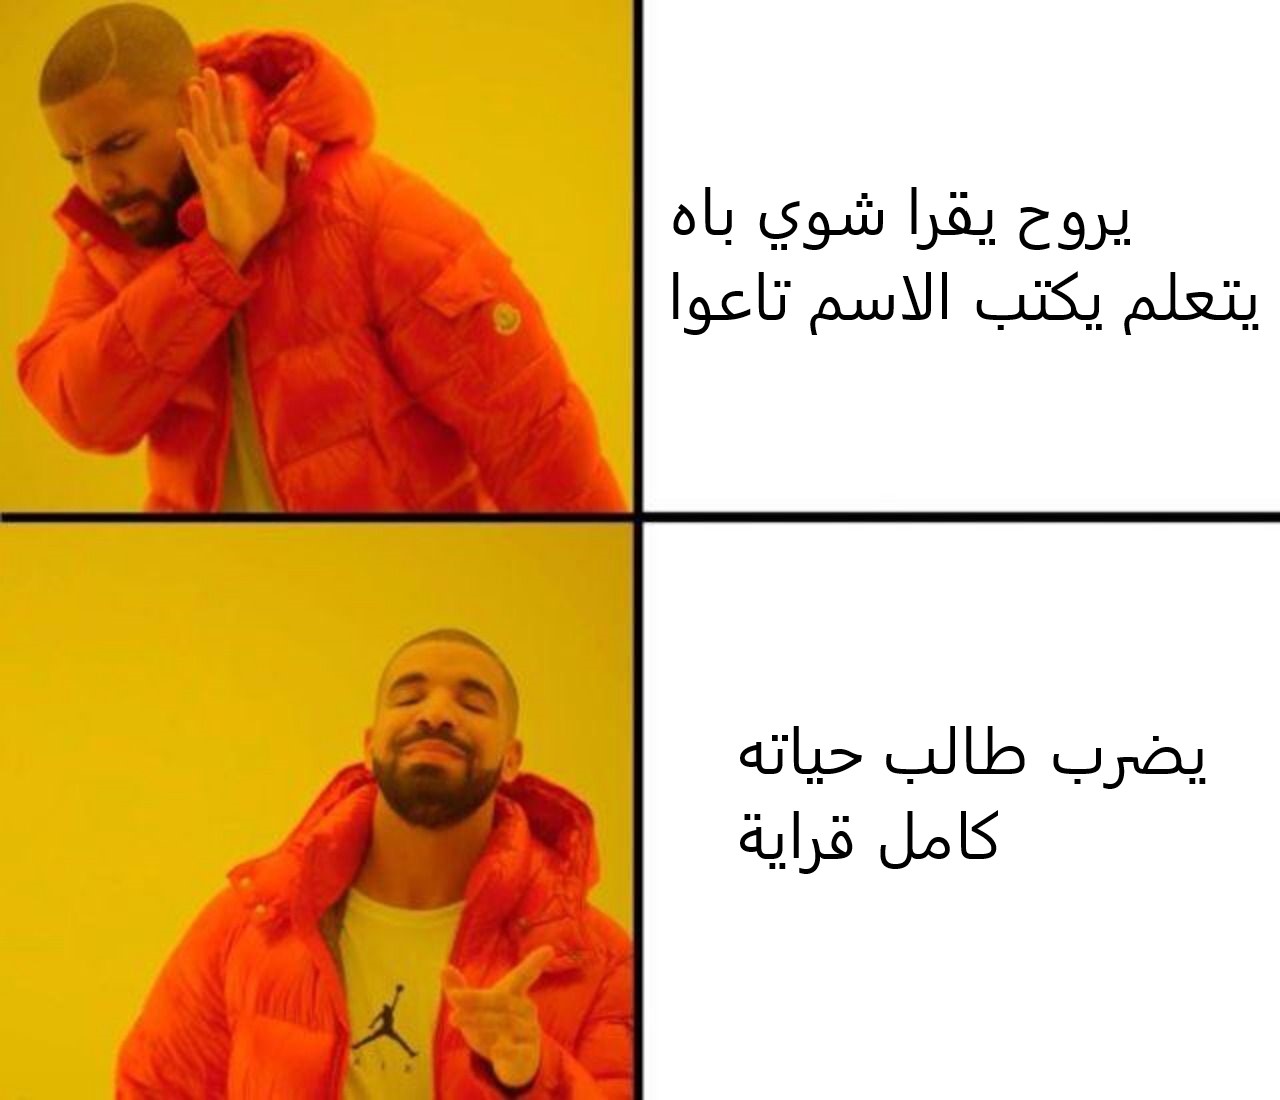 يروح يقرا شوي باه
يتعلم يكتب الاسم تاعوا
يضرب طالب حياته
كامل قراية